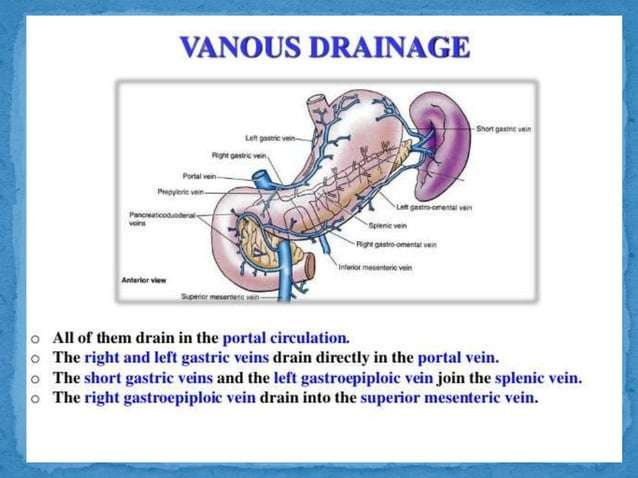 VANOUS DRAINAGE
Short gastric vein
Left gastric vein
Right gastric vein
Portal vein
Prepyloric vein
Left gastro-omental vein
Pancreaticoduodenal
veins
Splenic vein
Right gastro-omental vein
Inferior mesenteric vein
Anterior view
Superior mesenteric vein
o All of them drain in the portal circulation.
o The right and left gastric veins drain directly in the portal vein.
o The short gastric veins and the left gastroepiploic vein join the splenic vein.
o The right gastroepiploic vein drain into the superior mesenteric vein.